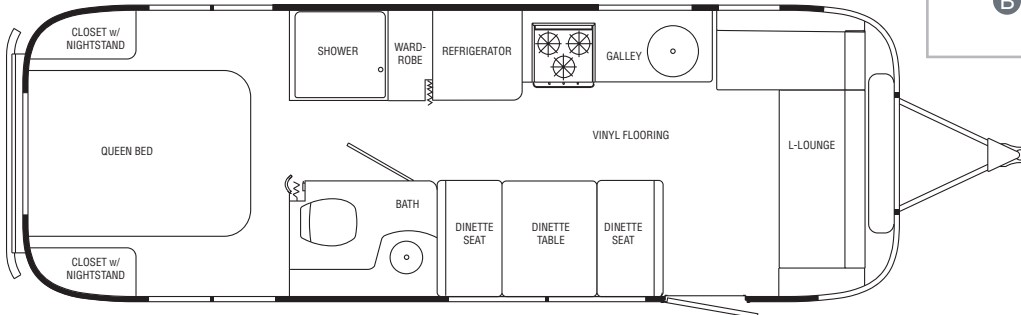 B
CLOSET w/
NIGHTSTAND
SHOWER
WARD-
ROBE
REFRIGERATOR
GALLEY
QUEEN BED
VINYL FLOORING
L-LOUNGE
BATH
DINETTE
SEAT
DINETTE
TABLE
DINETTE
SEAT
CLOSET w/
NIGHTSTAND